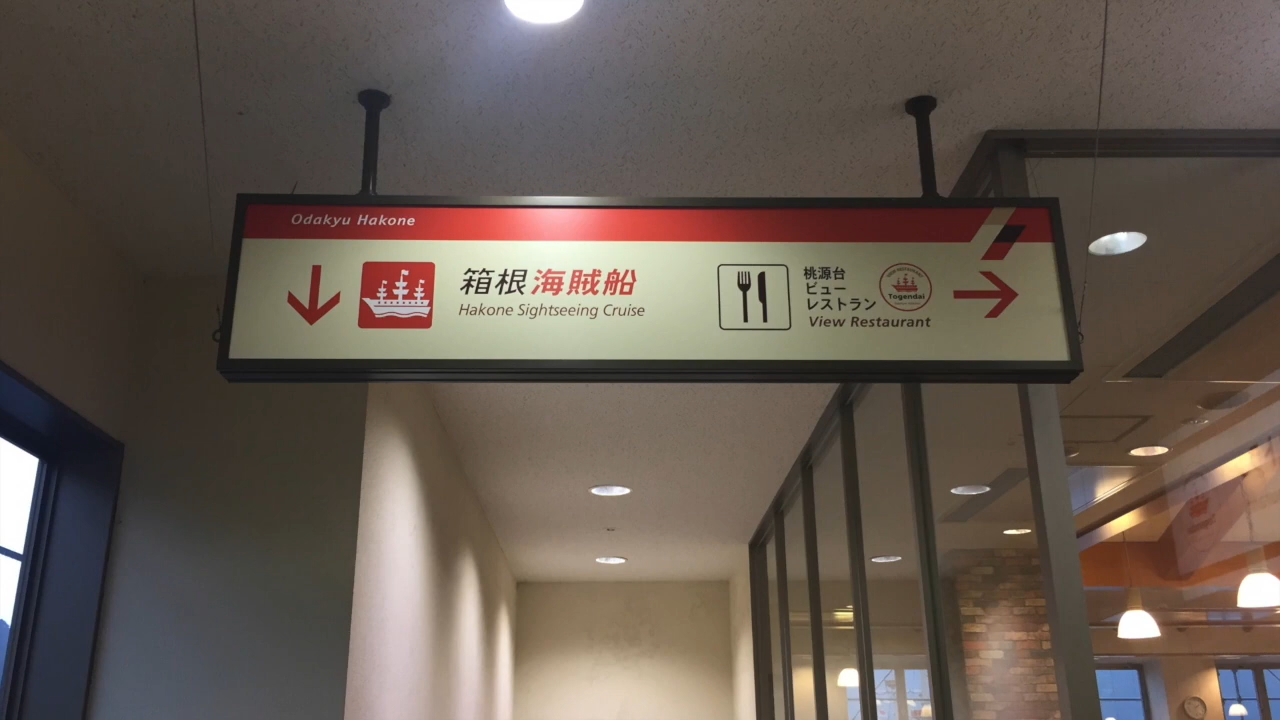 Odakyu Hakone
箱根海賊船
Hakone Sightseeing Cruise
桃源台
ビュー
レストラン
Togendai
View Restaurant